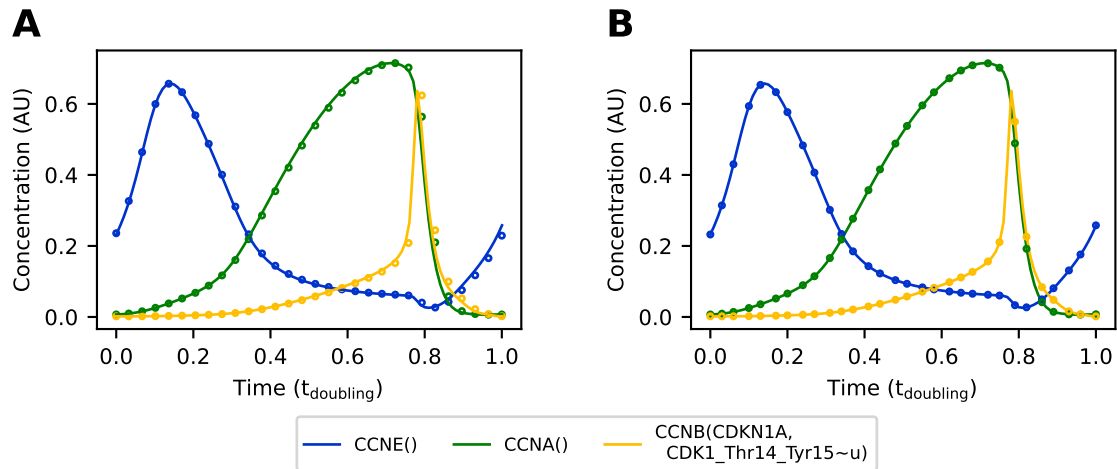 A
B
Concentration (AU)
0.6
0.4
0.2
0.0
0.0 0.2 0.4 0.6 0.8 1.0
Time (t_doubling)
Concentration (AU)
0.6
0.4
0.2
0.0
0.0 0.2 0.4 0.6 0.8 1.0
Time (t_doubling)
CCNE()
CCNA()
CCNB(CDKN1A,
CDK1_Thr14_Tyr15~u)